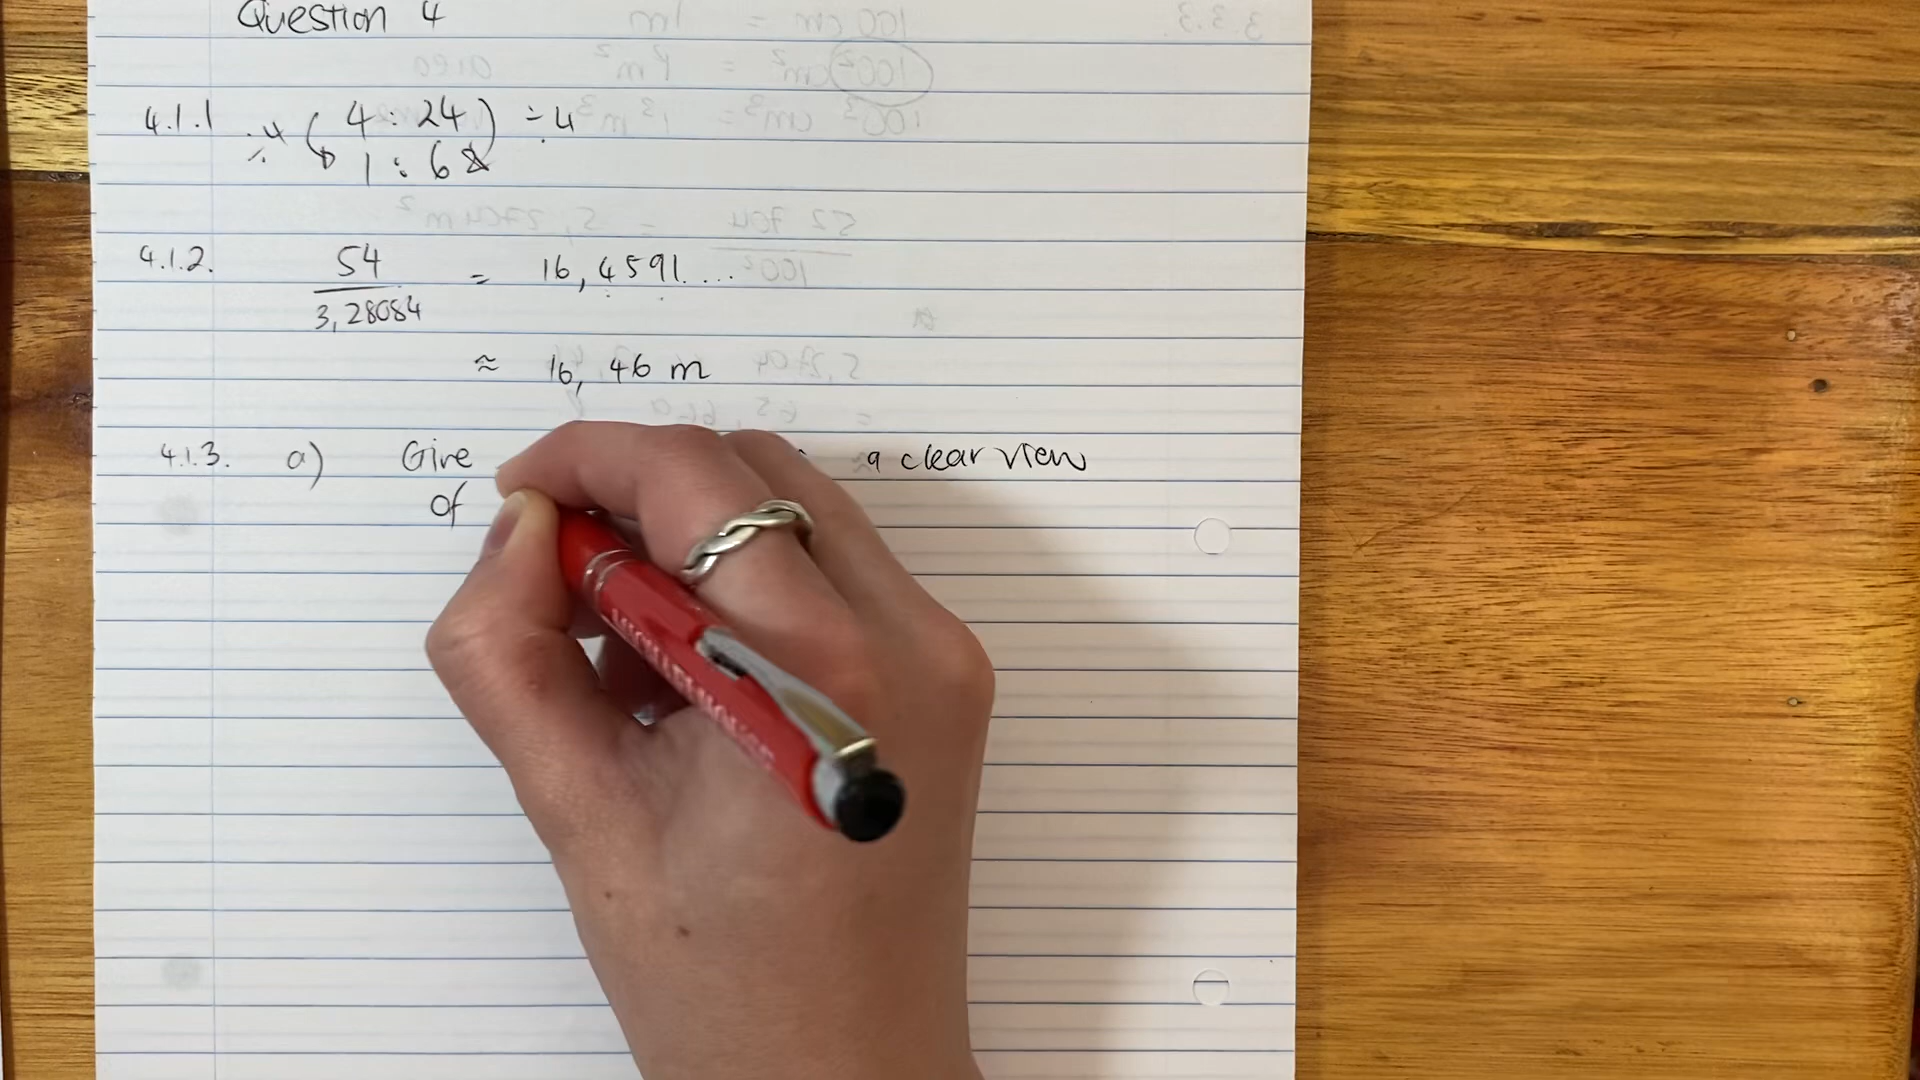 Question 4
4.1.1 ÷4 ( 4 : 24 ) ÷4
1 : 6
4.1.2. 54 / 3,28084 = 16,4591...
≈ 16,46 m
4.1.3. a) Give a clear view
of